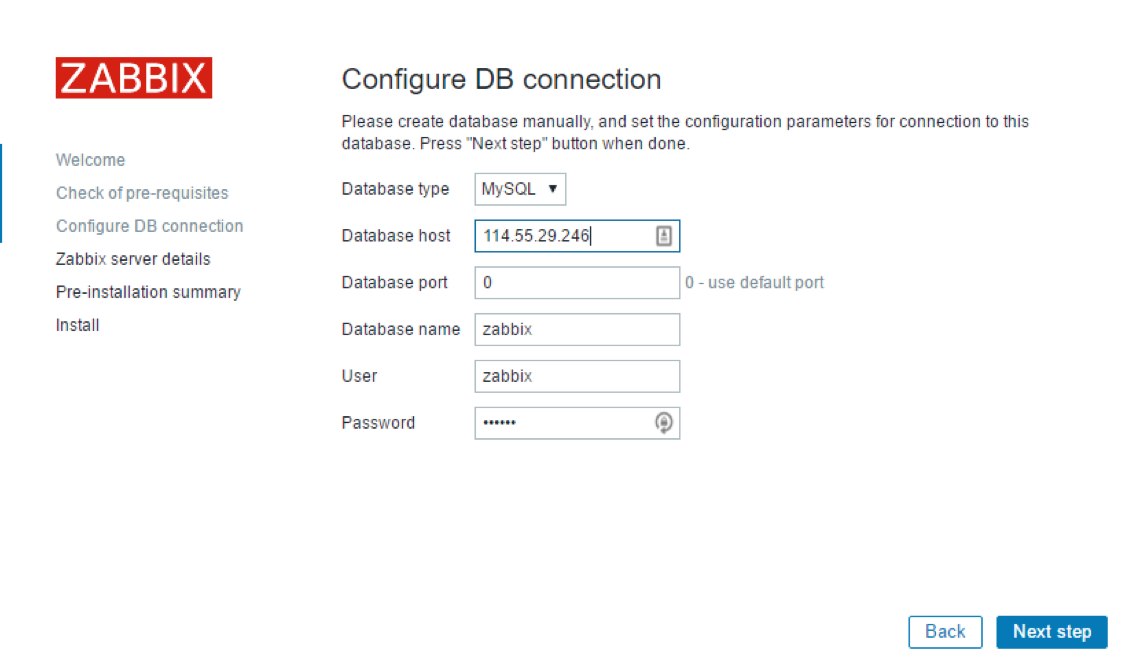 ZABBIX
Welcome
Check of pre-requisites
Configure DB connection
Zabbix server details
Pre-installation summary
Install
Configure DB connection
Please create database manually, and set the configuration parameters for connection to this
database. Press "Next step" button when done.
Database type MySQL ▼
Database host 114.55.29.246
Database port 0 0 - use default port
Database name zabbix
User zabbix
Password ••••••
Back Next step